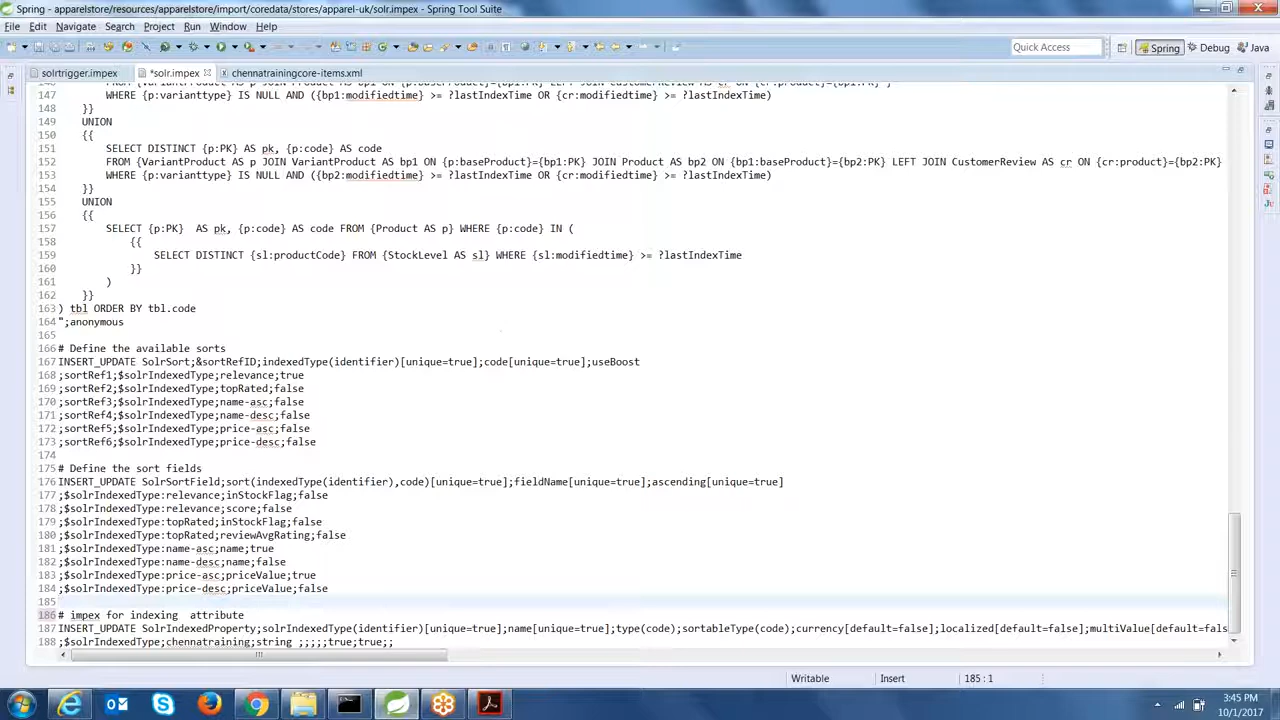 Spring - apparelstore/resources/apparelstore/import/coredata/stores/apparel-uk/solr.impex - Spring Tool Suite
File Edit Navigate Search Project Run Window Help
Quick Access Spring Debug Java
solrtrigger.impex *solr.impex chennatrainingcore-items.xml
147 WHERE {p:varianttype} IS NULL AND ({bp1:modifiedtime} >= ?lastIndexTime OR {cr:modifiedtime} >= ?lastIndexTime)
148 }}
149 UNION
150 {{
151 SELECT DISTINCT {p:PK} AS pk, {p:code} AS code
152 FROM {VariantProduct AS p JOIN VariantProduct AS bp1 ON {p:baseProduct}={bp1:PK} JOIN Product AS bp2 ON {bp1:baseProduct}={bp2:PK} LEFT JOIN CustomerReview AS cr ON {cr:product}={bp2:PK}
153 WHERE {p:varianttype} IS NULL AND ({bp2:modifiedtime} >= ?lastIndexTime OR {cr:modifiedtime} >= ?lastIndexTime)
154 }}
155 UNION
156 {{
157 SELECT {p:PK}  AS pk, {p:code} AS code FROM {Product AS p} WHERE {p:code} IN (
158 {{
159 SELECT DISTINCT {sl:productCode} FROM {StockLevel AS sl} WHERE {sl:modifiedtime} >= ?lastIndexTime
160 }}
161 )
162 }}
163 ) tbl ORDER BY tbl.code
164 ";anonymous
165
166 # Define the available sorts
167 INSERT_UPDATE SolrSort;&sortRefID;indexedType(identifier)[unique=true];code[unique=true];useBoost
168 ;sortRef1;$solrIndexedType;relevance;true
169 ;sortRef2;$solrIndexedType;topRated;false
170 ;sortRef3;$solrIndexedType;name-asc;false
171 ;sortRef4;$solrIndexedType;name-desc;false
172 ;sortRef5;$solrIndexedType;price-asc;false
173 ;sortRef6;$solrIndexedType;price-desc;false
174
175 # Define the sort fields
176 INSERT_UPDATE SolrSortField;sort(indexedType(identifier),code)[unique=true];fieldName[unique=true];ascending[unique=true]
177 ;$solrIndexedType:relevance;inStockFlag;false
178 ;$solrIndexedType:relevance;score;false
179 ;$solrIndexedType:topRated;inStockFlag;false
180 ;$solrIndexedType:topRated;reviewAvgRating;false
181 ;$solrIndexedType:name-asc;name;true
182 ;$solrIndexedType:name-desc;name;false
183 ;$solrIndexedType:price-asc;priceValue;true
184 ;$solrIndexedType:price-desc;priceValue;false
185
186 # impex for indexing  attribute
187 INSERT_UPDATE SolrIndexedProperty;solrIndexedType(identifier)[unique=true];name[unique=true];type(code);sortableType(code);currency[default=false];localized[default=false];multiValue[default=fals
188 ;$solrIndexedType;chennatraining;string ;;;;;true;true;;
Writable Insert 185 : 1
3:45 PM
10/1/2017